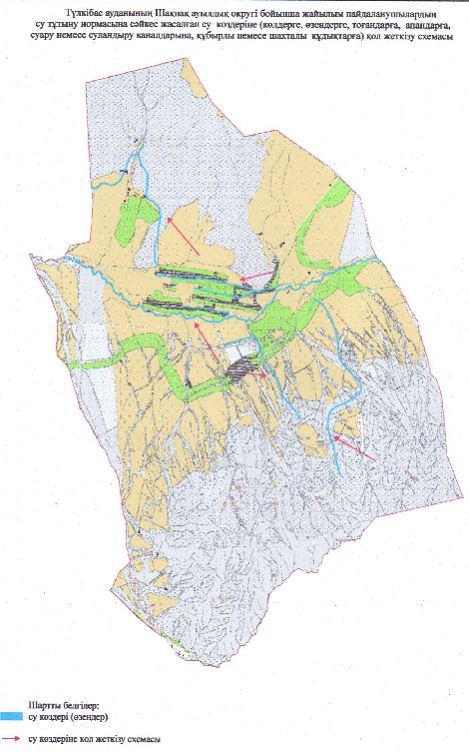 Түлкібас ауданының Шақпақ ауылдық округі бойынша жайылым пайдаланушылардың
су тұтыну нормасына сәйкес жасалған су көздеріне (көлдерге, өзендерге, тоғандарға, апандарға,
суару немесе суландыру каналдарына, құбырлы немесе шахталы құдықтарға) қол жеткізу схемасы
Шартты белгілер:
су көздері (өзендер)
су көздеріне қол жеткізу схемасы